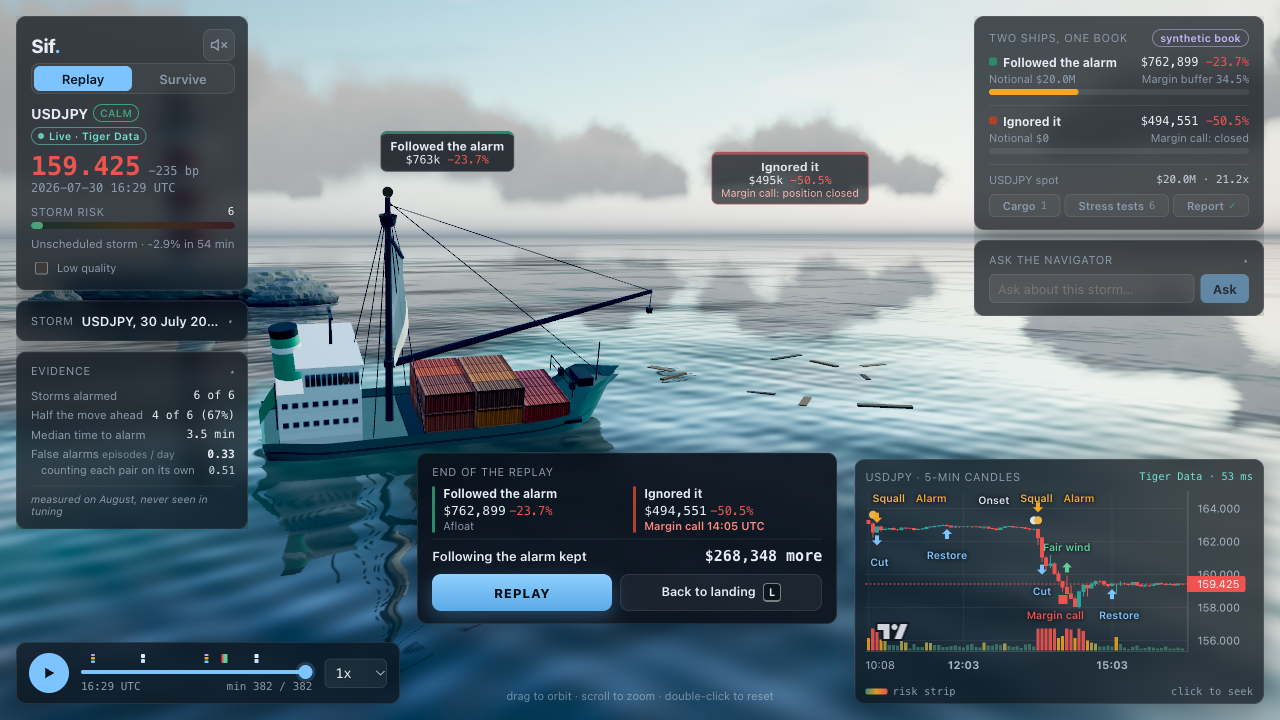 Sif.
Replay
Survive
USDJPY CALM
Live · Tiger Data
159.425 −235 bp
2026-07-30 16:29 UTC
STORM RISK 6
Unscheduled storm · -2.9% in 54 min
Low quality
STORM USDJPY, 30 July 20...
EVIDENCE
Storms alarmed 6 of 6
Half the move ahead 4 of 6 (67%)
Median time to alarm 3.5 min
False alarms episodes / day 0.33
counting each pair on its own 0.51
measured on August, never seen in
tuning
16:29 UTC
min 382 / 382
1x
Followed the alarm
$763k −23.7%
Ignored it
$495k −50.5%
Margin call: position closed
END OF THE REPLAY
Followed the alarm
$762,899 −23.7%
Afloat
Ignored it
$494,551 −50.5%
Margin call 14:05 UTC
Following the alarm kept $268,348 more
REPLAY
Back to landing L
drag to orbit · scroll to zoom · double-click to reset
TWO SHIPS, ONE BOOK synthetic book
Followed the alarm $762,899 −23.7%
Notional $20.0M Margin buffer 34.5%
Ignored it $494,551 −50.5%
Notional $0 Margin call: closed
USDJPY spot $20.0M · 21.2x
Cargo 1
Stress tests 6
Report ✓
ASK THE NAVIGATOR
Ask about this storm...
Ask
USDJPY · 5-MIN CANDLES Tiger Data · 53 ms
Squall Alarm Onset Squall Alarm
Cut Restore Fair wind Cut Margin call Restore
164.000
162.000
160.000
159.425
158.000
156.000
10:08 12:03 15:03
risk strip
click to seek